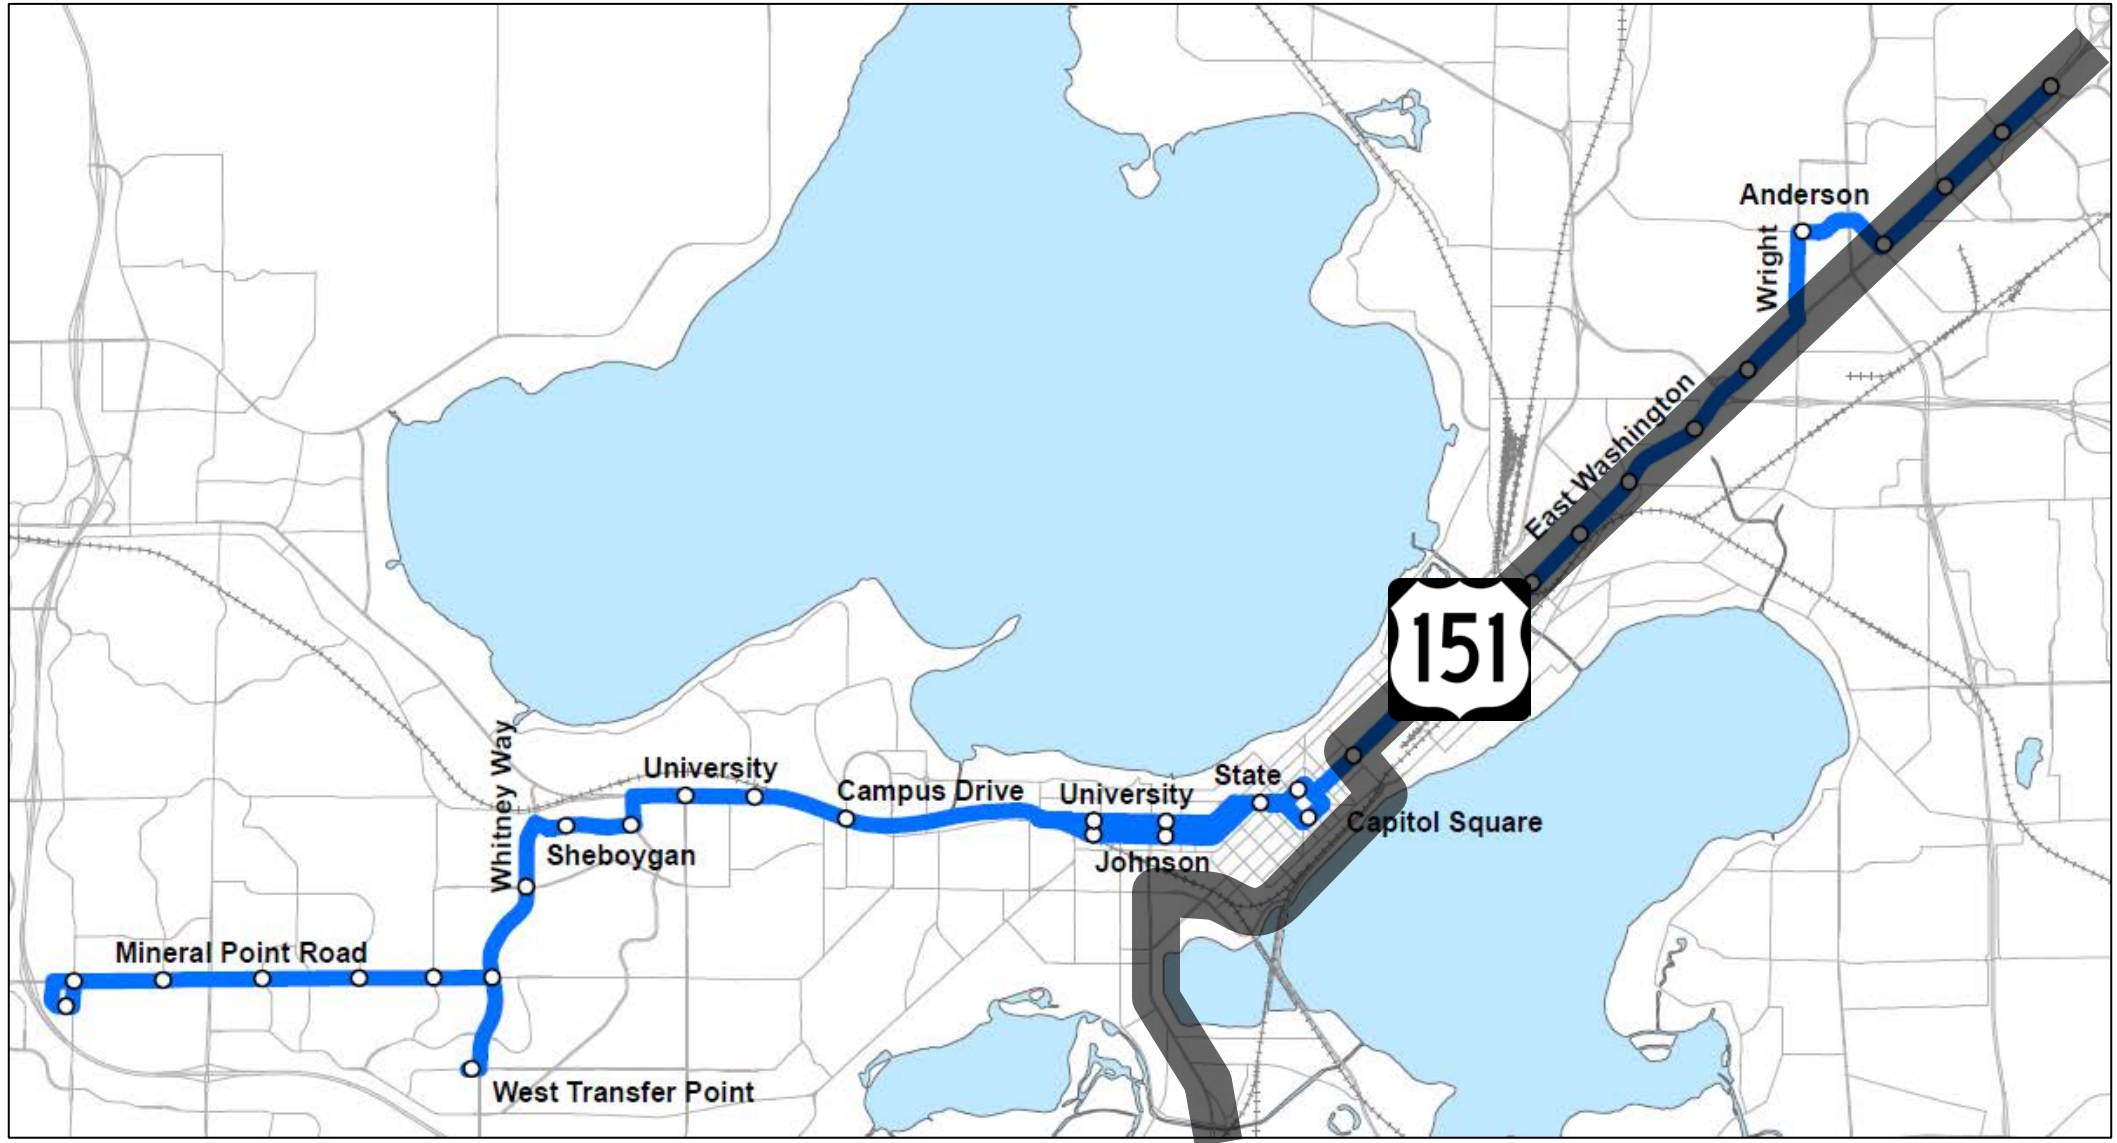 Anderson
Wright
East Washington
151
Whitney Way
University
State
Campus Drive
University
Capitol Square
Sheboygan
Johnson
Mineral Point Road
West Transfer Point